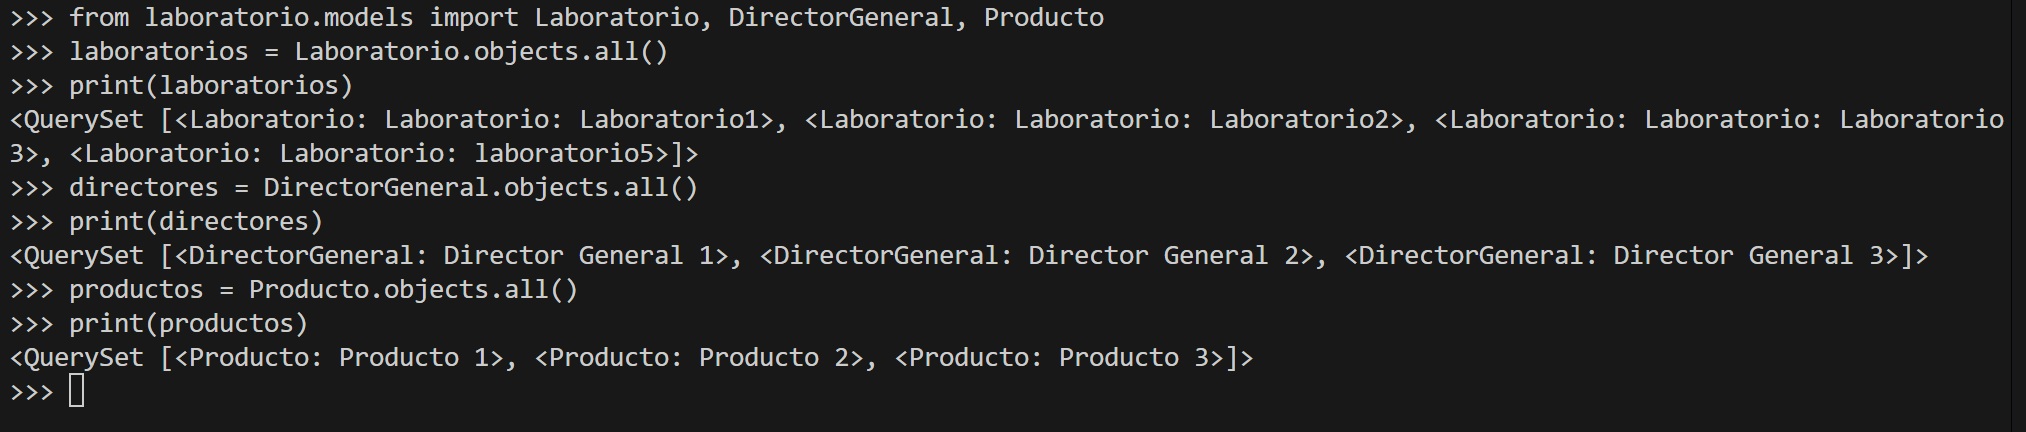 >>> from laboratorio.models import Laboratorio, DirectorGeneral, Producto
>>> laboratorios = Laboratorio.objects.all()
>>> print(laboratorios)
<QuerySet [<Laboratorio: Laboratorio: Laboratorio1>, <Laboratorio: Laboratorio: Laboratorio2>, <Laboratorio: Laboratorio: Laboratorio
3>, <Laboratorio: Laboratorio: laboratorio5>]>
>>> directores = DirectorGeneral.objects.all()
>>> print(directores)
<QuerySet [<DirectorGeneral: Director General 1>, <DirectorGeneral: Director General 2>, <DirectorGeneral: Director General 3>]>
>>> productos = Producto.objects.all()
>>> print(productos)
<QuerySet [<Producto: Producto 1>, <Producto: Producto 2>, <Producto: Producto 3>]>
>>>